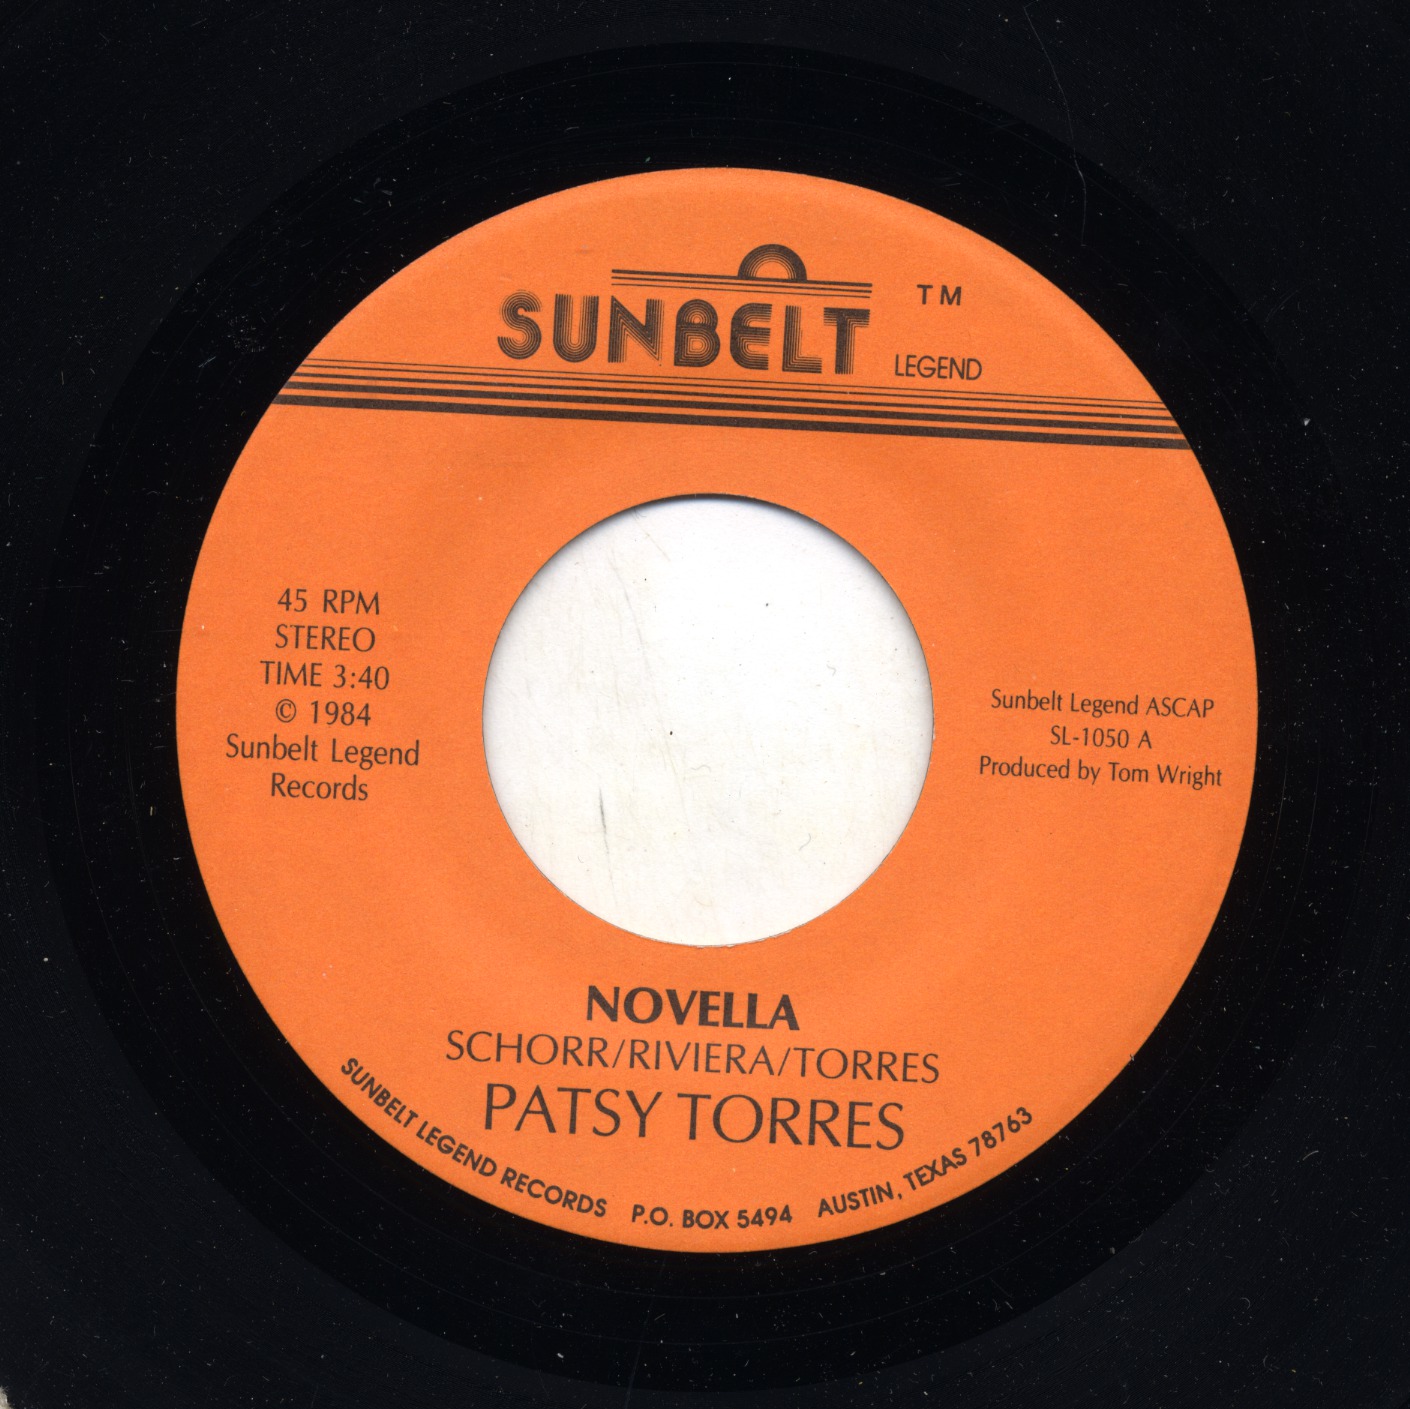 SUNBELT TM
LEGEND
45 RPM
STEREO
TIME 3:40
© 1984
Sunbelt Legend
Records
Sunbelt Legend ASCAP
SL-1050 A
Produced by Tom Wright
NOVELLA
SCHORR/RIVIERA/TORRES
PATSY TORRES
SUNBELT LEGEND RECORDS P.O. BOX 5494 AUSTIN, TEXAS 78763